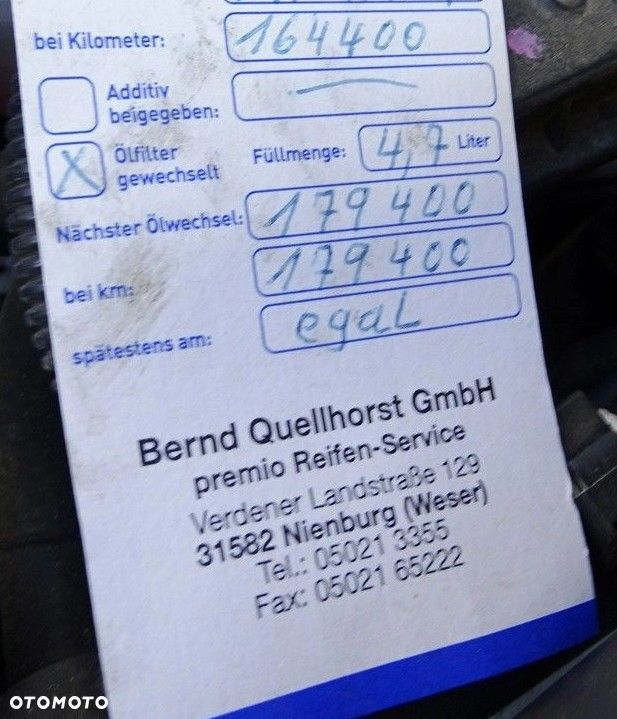 bei Kilometer: 164400
Additiv
beigegeben:
X Ölfilter
gewechselt
Füllmenge: 4,7 Liter
Nächster Ölwechsel: 179400
bei km: 179400
spätestens am: egal
Bernd Quellhorst GmbH
premio Reifen-Service
Verdener Landstraße 129
31582 Nienburg (Weser)
Tel.: 05021 3355
Fax: 05021 65222
OTOMOTO